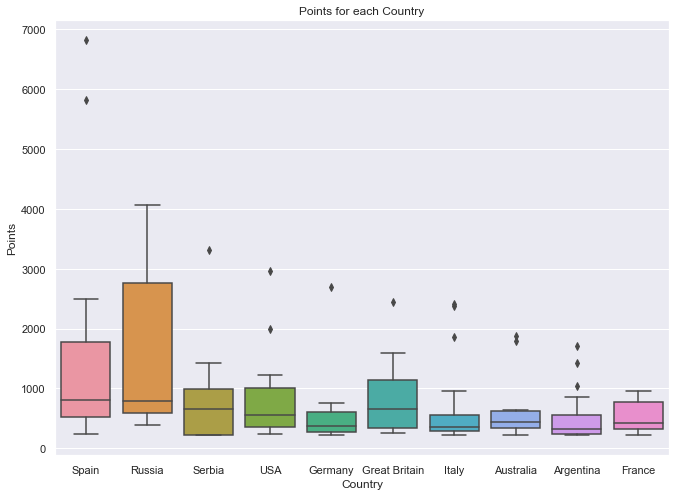 Points for each Country
7000
6000
5000
4000
3000
2000
1000
0
Points
Spain Russia Serbia USA Germany Great Britain Italy Australia Argentina France
Country